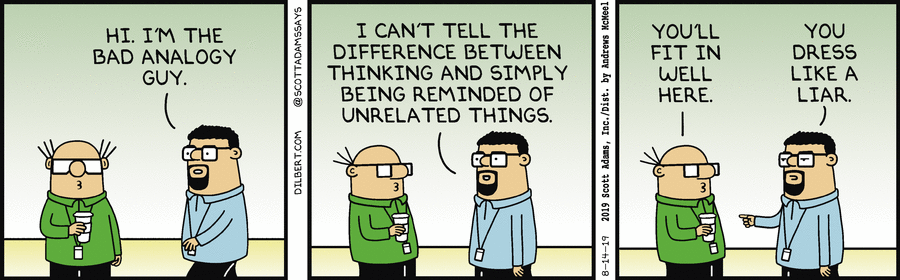 HI. I'M THE
BAD ANALOGY
GUY.
DILBERT.COM @SCOTTADAMSSAYS
I CAN'T TELL THE
DIFFERENCE BETWEEN
THINKING AND SIMPLY
BEING REMINDED OF
UNRELATED THINGS.
8-14-19 2019 Scott Adams, Inc./Dist. by Andrews McMeel
YOU'LL
FIT IN
WELL
HERE.
YOU
DRESS
LIKE A
LIAR.